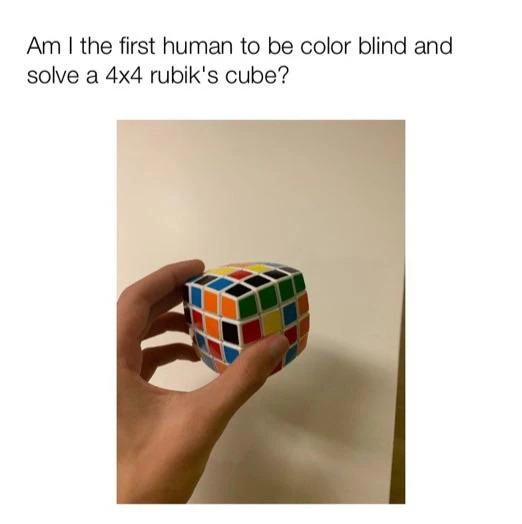 Am I the first human to be color blind and
solve a 4x4 rubik's cube?